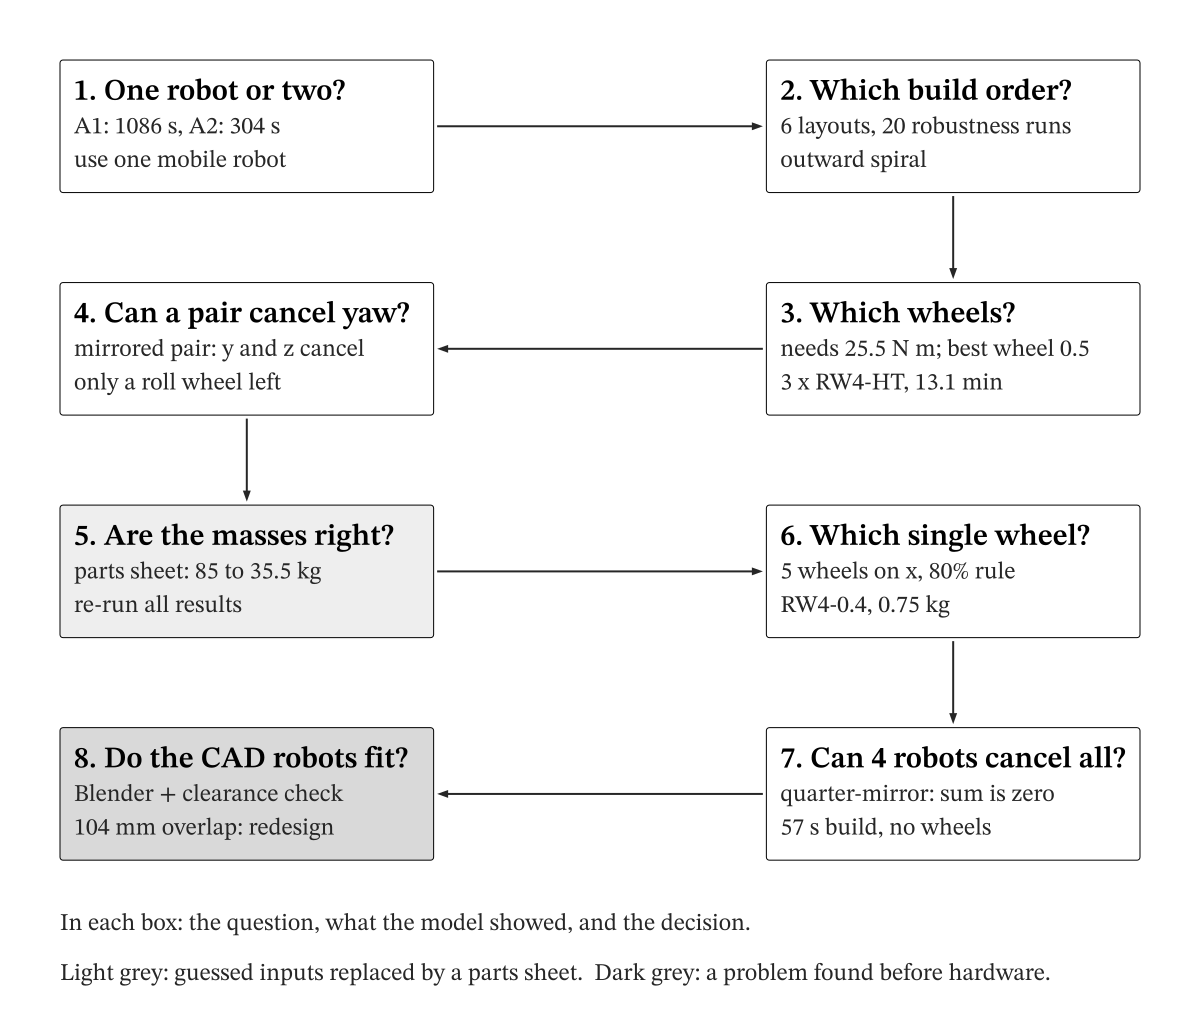 1. One robot or two?
A1: 1086 s, A2: 304 s
use one mobile robot
2. Which build order?
6 layouts, 20 robustness runs
outward spiral
3. Which wheels?
needs 25.5 N m; best wheel 0.5
3 x RW4-HT, 13.1 min
4. Can a pair cancel yaw?
mirrored pair: y and z cancel
only a roll wheel left
5. Are the masses right?
parts sheet: 85 to 35.5 kg
re-run all results
6. Which single wheel?
5 wheels on x, 80% rule
RW4-0.4, 0.75 kg
7. Can 4 robots cancel all?
quarter-mirror: sum is zero
57 s build, no wheels
8. Do the CAD robots fit?
Blender + clearance check
104 mm overlap: redesign
In each box: the question, what the model showed, and the decision.
Light grey: guessed inputs replaced by a parts sheet.  Dark grey: a problem found before hardware.